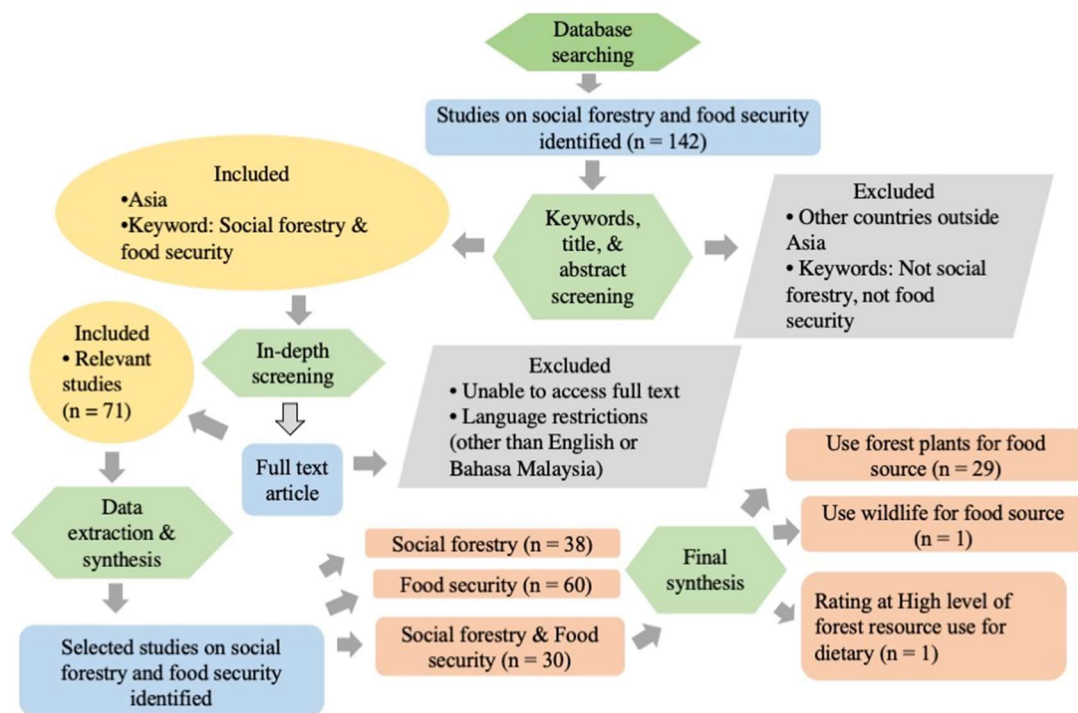 Database
searching
Studies on social forestry and food security
identified (n = 142)
Included
•Asia
•Keyword: Social forestry &
food security
Keywords,
title, &
abstract
screening
Excluded
• Other countries outside
Asia
• Keywords: Not social
forestry, not food
security
Included
• Relevant
studies
(n = 71)
In-depth
screening
Full text
article
Excluded
• Unable to access full text
• Language restrictions
(other than English or
Bahasa Malaysia)
Data
extraction &
synthesis
Selected studies on social
forestry and food security
identified
Social forestry (n = 38)
Food security (n = 60)
Social forestry & Food
security (n = 30)
Final
synthesis
Use forest plants for food
source (n = 29)
Use wildlife for food source
(n = 1)
Rating at High level of
forest resource use for
dietary (n = 1)